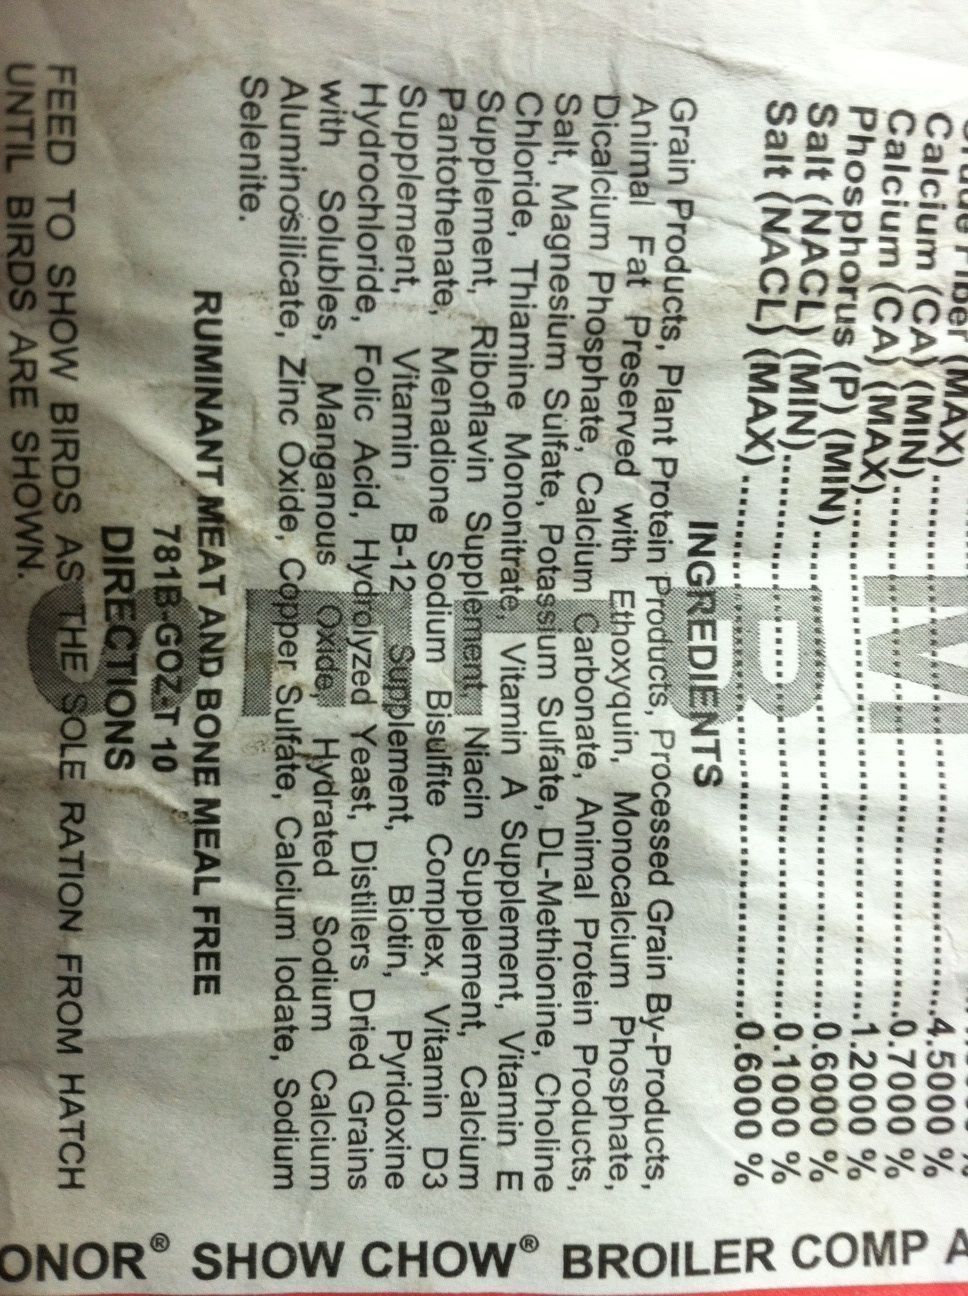 Fiber (MAX)..........4.5000 %
Calcium (CA) (MIN)..........0.7000 %
Calcium (CA) (MAX)..........1.2000 %
Phosphorus (P) (MIN)..........0.6000 %
Salt (NACL) (MIN)..........0.1000 %
Salt (NACL) (MAX)..........0.6000 %
INGREDIENTS
Grain Products, Plant Protein Products, Processed Grain By-Products,
Animal Fat Preserved with Ethoxyquin, Monocalcium Phosphate,
Dicalcium Phosphate, Calcium Carbonate, Animal Protein Products,
Salt, Magnesium Sulfate, Potassium Sulfate, DL-Methionine, Choline
Chloride, Thiamine Mononitrate, Vitamin A Supplement, Vitamin E
Supplement, Riboflavin Supplement, Niacin Supplement, Calcium
Pantothenate, Menadione Sodium Bisulfite Complex, Vitamin D3
Supplement, Vitamin B-12 Supplement, Biotin, Pyridoxine
Hydrochloride, Folic Acid, Hydrolyzed Yeast, Distillers Dried Grains
with Solubles, Manganous Oxide, Hydrated Sodium Calcium
Aluminosilicate, Zinc Oxide, Copper Sulfate, Calcium Iodate, Sodium
Selenite.
RUMINANT MEAT AND BONE MEAL FREE
781B-GOZ-T 10
DIRECTIONS
FEED TO SHOW BIRDS AS THE SOLE RATION FROM HATCH
UNTIL BIRDS ARE SHOWN.
ONOR® SHOW CHOW® BROILER COMP A